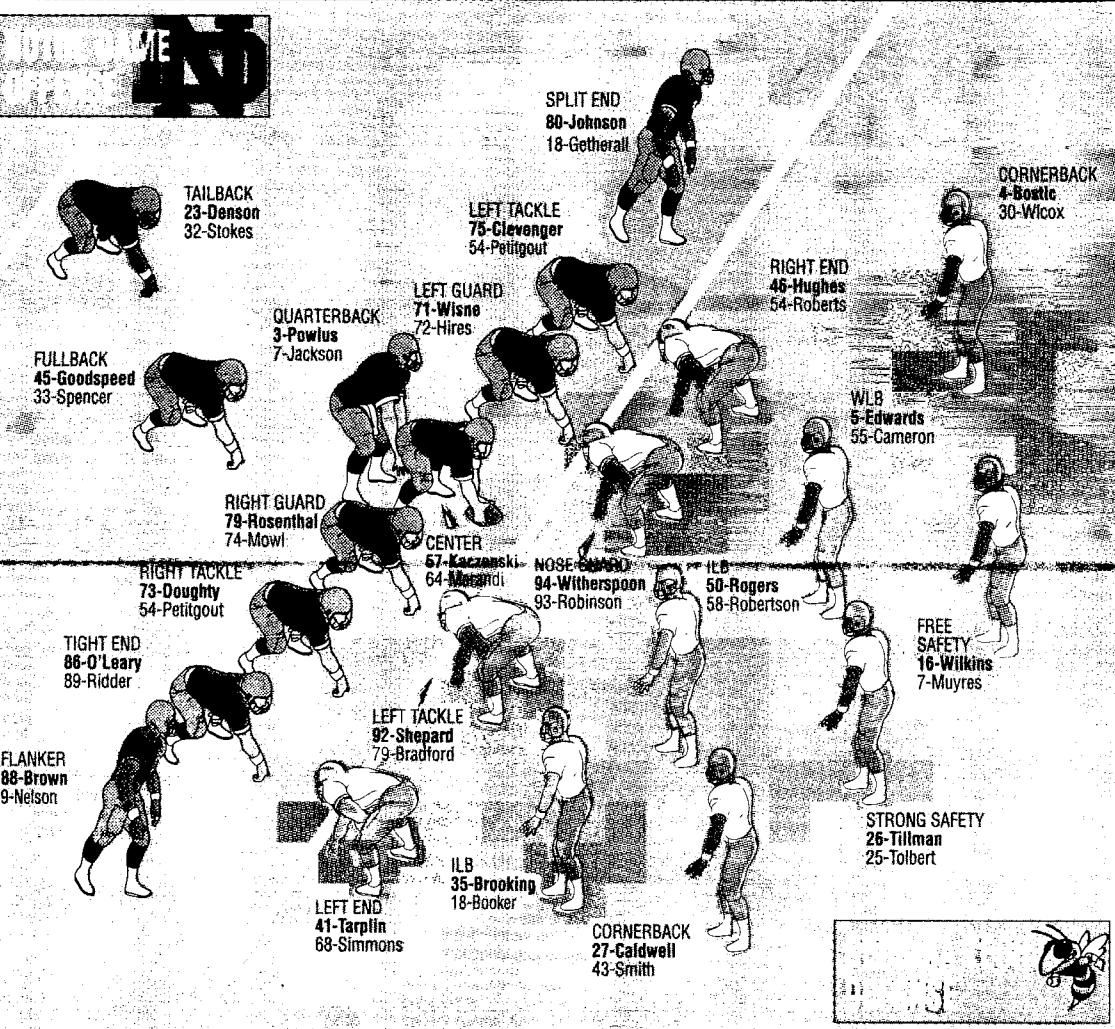 NOTRE DAME
OFFENSE
SPLIT END
80-Johnson
18-Getherall
TAILBACK
23-Denson
32-Stokes
CORNERBACK
4-Bostic
30-Wilcox
LEFT TACKLE
75-Clevenger
54-Petitgout
RIGHT END
46-Hughes
54-Roberts
LEFT GUARD
71-Wisne
72-Hires
QUARTERBACK
3-Powlus
7-Jackson
FULLBACK
45-Goodspeed
33-Spencer
WLB
5-Edwards
55-Cameron
RIGHT GUARD
79-Rosenthal
74-Mowl
CENTER
57-Kaczenski
64-Merandi
NOSE GUARD
94-Witherspoon
93-Robinson
ILB
50-Rogers
58-Robertson
RIGHT TACKLE
73-Doughty
54-Petitgout
FREE
SAFETY
16-Wilkins
7-Muyres
TIGHT END
86-O'Leary
89-Ridder
LEFT TACKLE
92-Shepard
79-Bradford
FLANKER
88-Brown
9-Nelson
STRONG SAFETY
26-Tillman
25-Tolbert
ILB
35-Brooking
18-Booker
LEFT END
41-Tarplin
68-Simmons
CORNERBACK
27-Caldwell
43-Smith